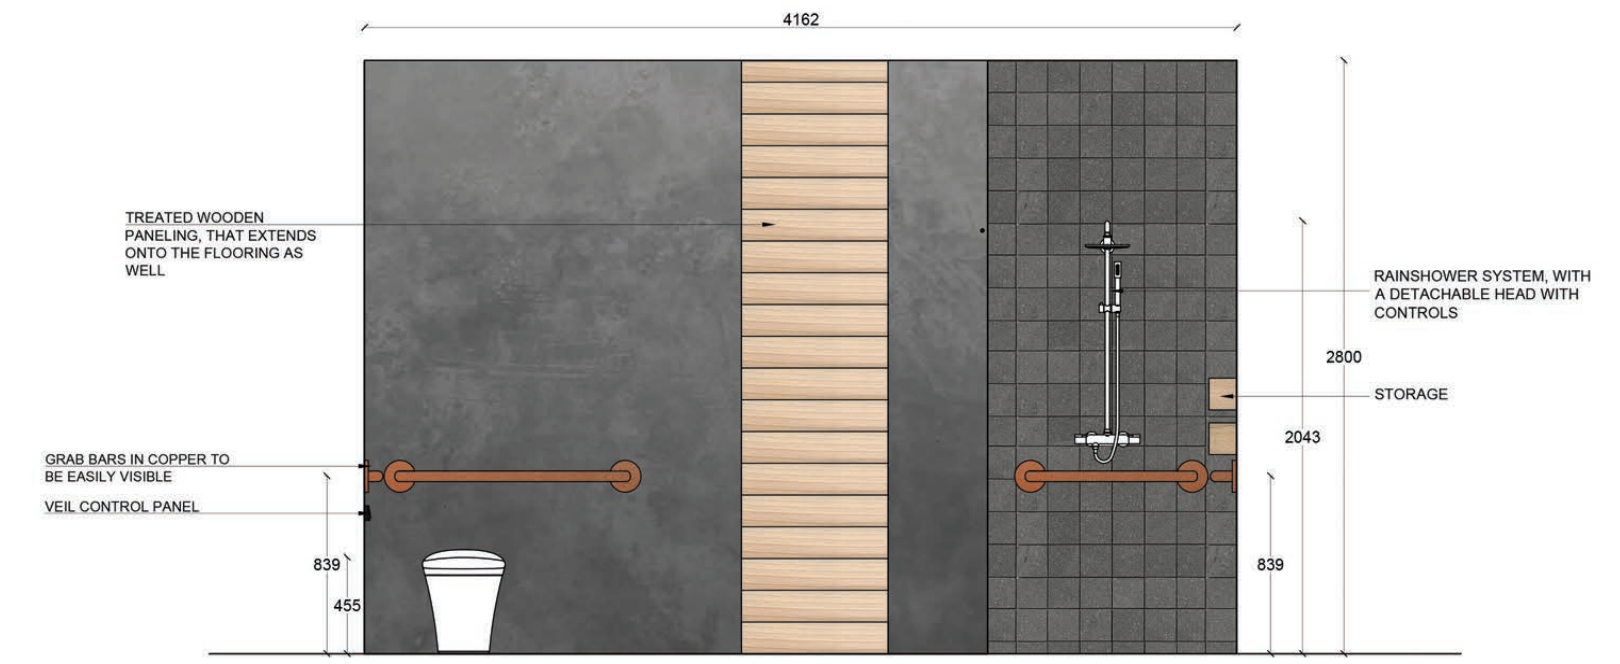 4162
TREATED WOODEN
PANELING, THAT EXTENDS
ONTO THE FLOORING AS
WELL
RAINSHOWER SYSTEM, WITH
A DETACHABLE HEAD WITH
CONTROLS
2800
STORAGE
2043
GRAB BARS IN COPPER TO
BE EASILY VISIBLE
VEIL CONTROL PANEL
839
839
455